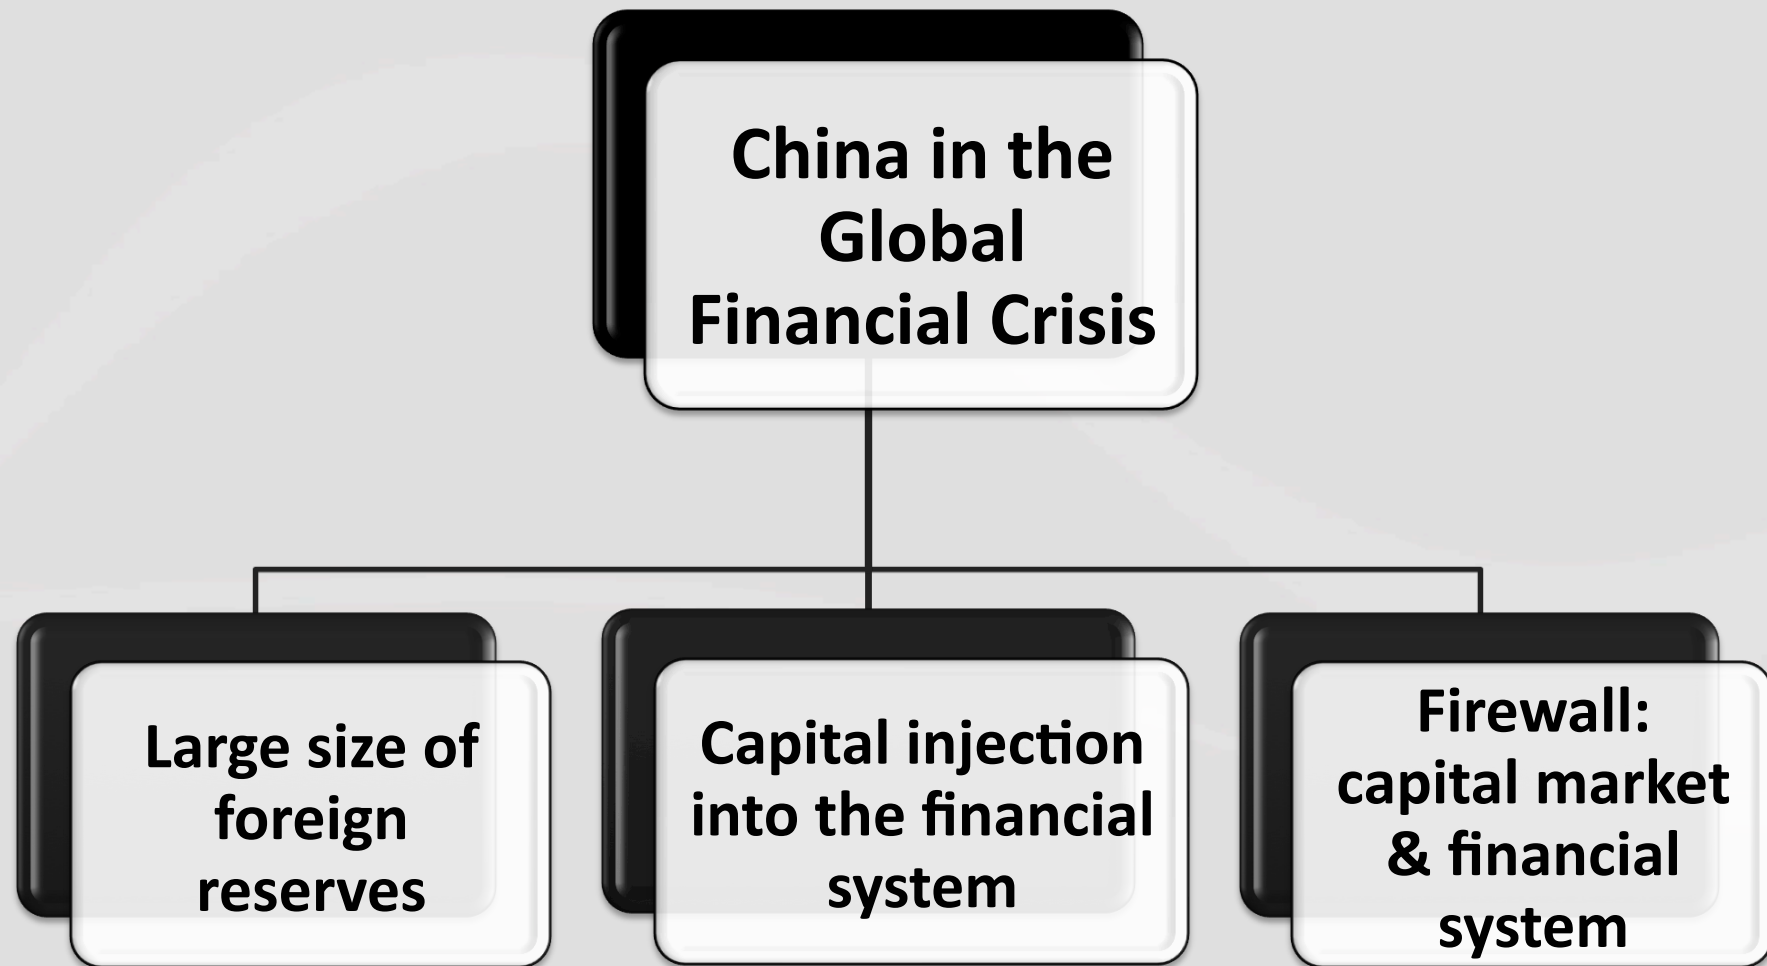 China in the
Global
Financial Crisis
Large size of
foreign
reserves
Capital injection
into the financial
system
Firewall:
capital market
& financial
system